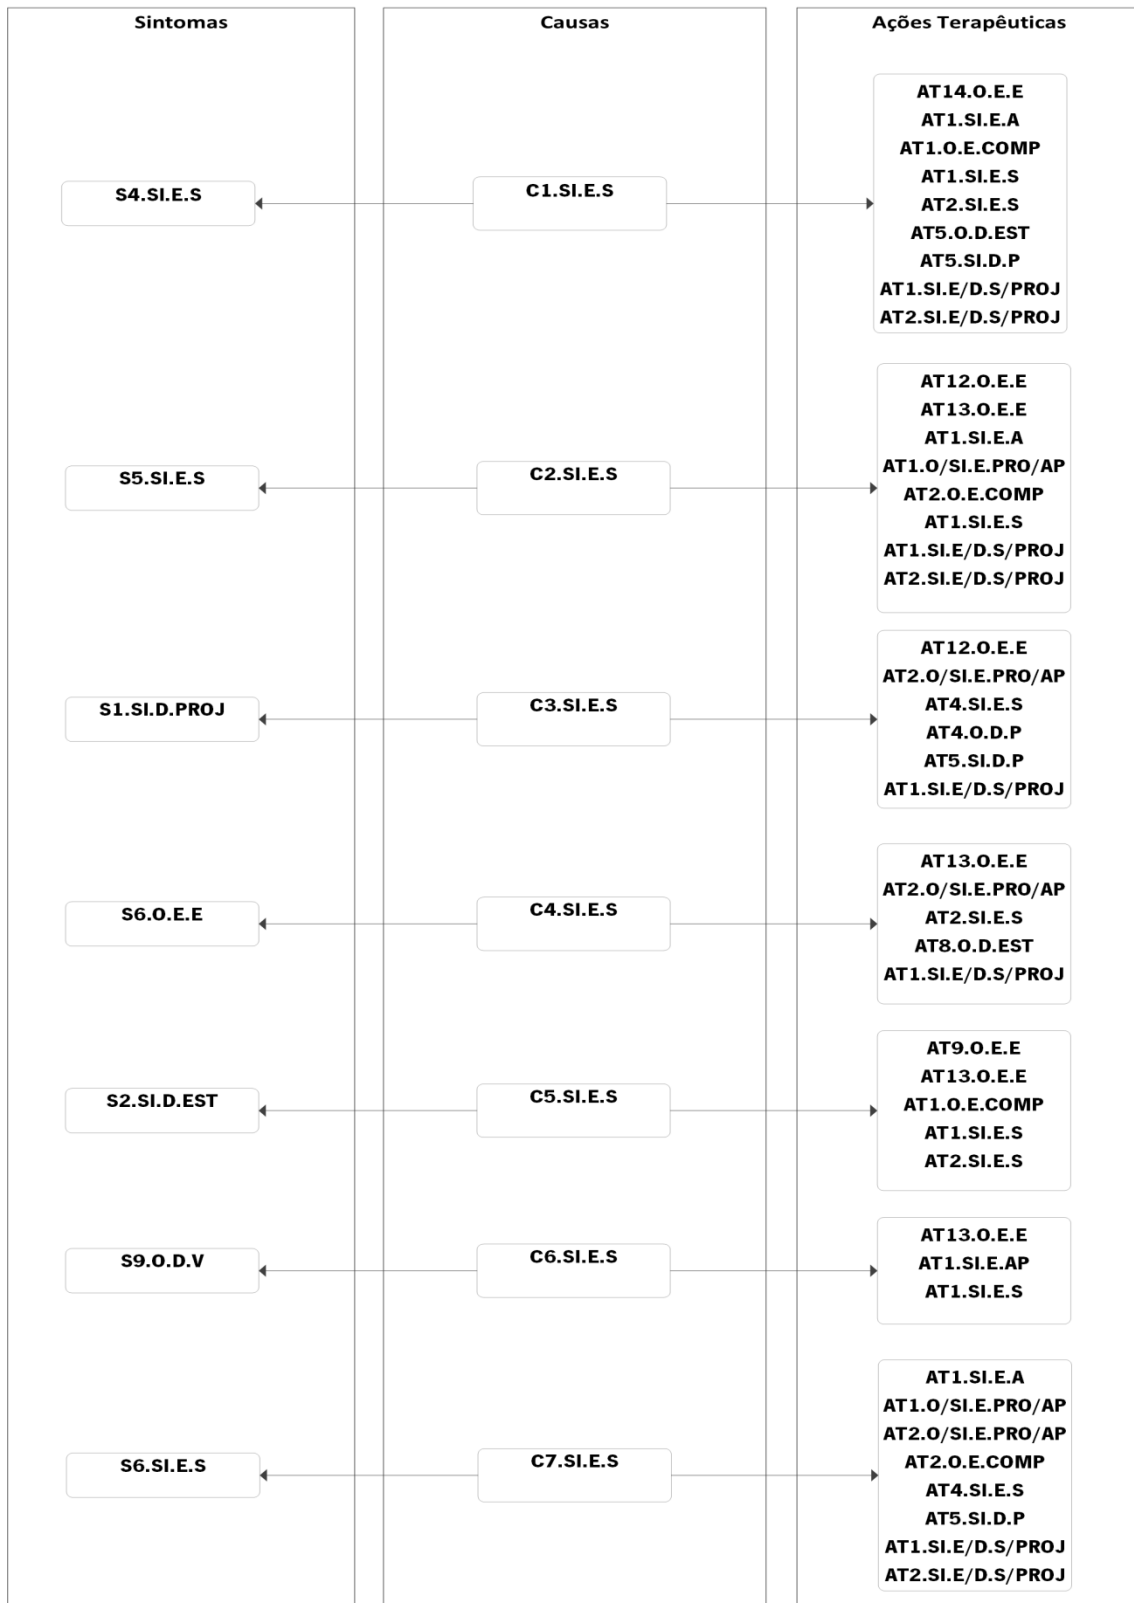 Sintomas
Causas
Ações Terapêuticas
S4.SI.E.S
C1.SI.E.S
AT14.O.E.E
AT1.SI.E.A
AT1.O.E.COMP
AT1.SI.E.S
AT2.SI.E.S
AT5.O.D.EST
AT5.SI.D.P
AT1.SI.E/D.S/PROJ
AT2.SI.E/D.S/PROJ
S5.SI.E.S
C2.SI.E.S
AT12.O.E.E
AT13.O.E.E
AT1.SI.E.A
AT1.O/SI.E.PRO/AP
AT2.O.E.COMP
AT1.SI.E.S
AT1.SI.E/D.S/PROJ
AT2.SI.E/D.S/PROJ
S1.SI.D.PROJ
C3.SI.E.S
AT12.O.E.E
AT2.O/SI.E.PRO/AP
AT4.SI.E.S
AT4.O.D.P
AT5.SI.D.P
AT1.SI.E/D.S/PROJ
S6.O.E.E
C4.SI.E.S
AT13.O.E.E
AT2.O/SI.E.PRO/AP
AT2.SI.E.S
AT8.O.D.EST
AT1.SI.E/D.S/PROJ
S2.SI.D.EST
C5.SI.E.S
AT9.O.E.E
AT13.O.E.E
AT1.O.E.COMP
AT1.SI.E.S
AT2.SI.E.S
S9.O.D.V
C6.SI.E.S
AT13.O.E.E
AT1.SI.E.AP
AT1.SI.E.S
S6.SI.E.S
C7.SI.E.S
AT1.SI.E.A
AT1.O/SI.E.PRO/AP
AT2.O/SI.E.PRO/AP
AT2.O.E.COMP
AT4.SI.E.S
AT5.SI.D.P
AT1.SI.E/D.S/PROJ
AT2.SI.E/D.S/PROJ